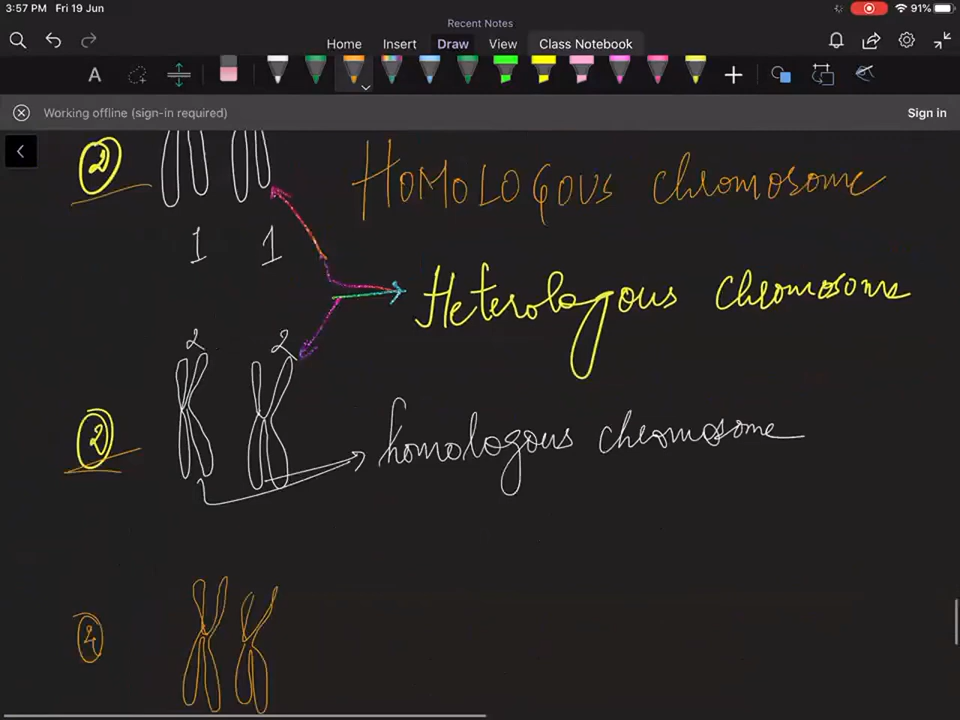 3:57 PM Fri 19 Jun
91%
Recent Notes
Home Insert Draw View Class Notebook
A
Working offline (sign-in required) Sign in
2 HOMOLOGOUS chromosome
1 1
Heterologous chromosome
2 2
2 homologous chromosome